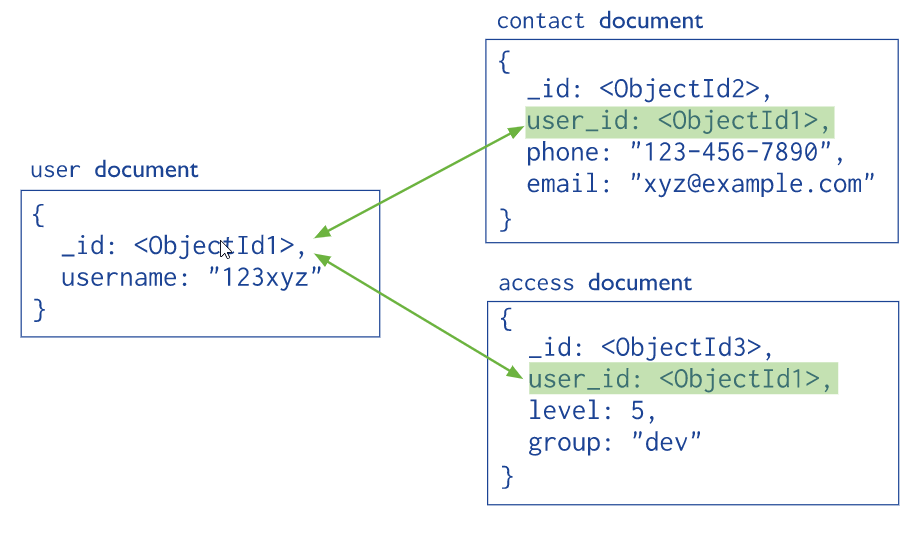 user document
{
_id: <ObjectId1>,
username: "123xyz"
}
contact document
{
_id: <ObjectId2>,
user_id: <ObjectId1>,
phone: "123-456-7890",
email: "xyz@example.com"
}
access document
{
_id: <ObjectId3>,
user_id: <ObjectId1>,
level: 5,
group: "dev"
}